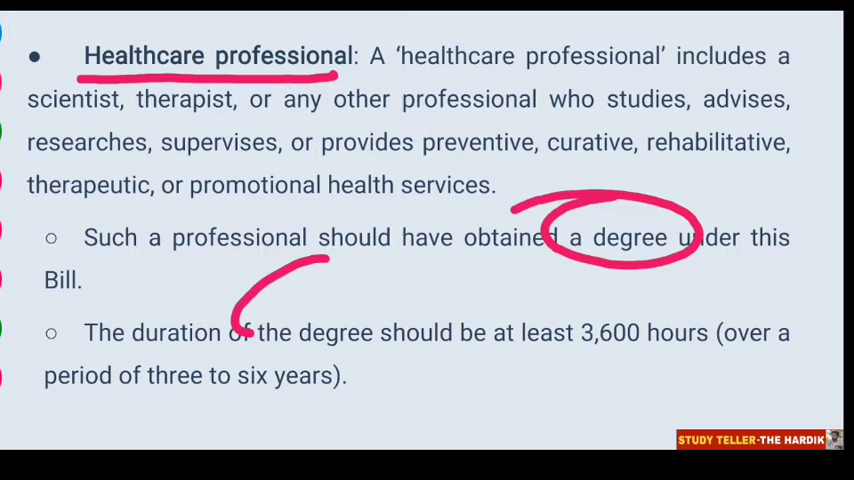 ● Healthcare professional: A ‘healthcare professional’ includes a
scientist, therapist, or any other professional who studies, advises,
researches, supervises, or provides preventive, curative, rehabilitative,
therapeutic, or promotional health services.
○ Such a professional should have obtained a degree under this
Bill.
○ The duration of the degree should be at least 3,600 hours (over a
period of three to six years).
STUDY TELLER-THE HARDIK